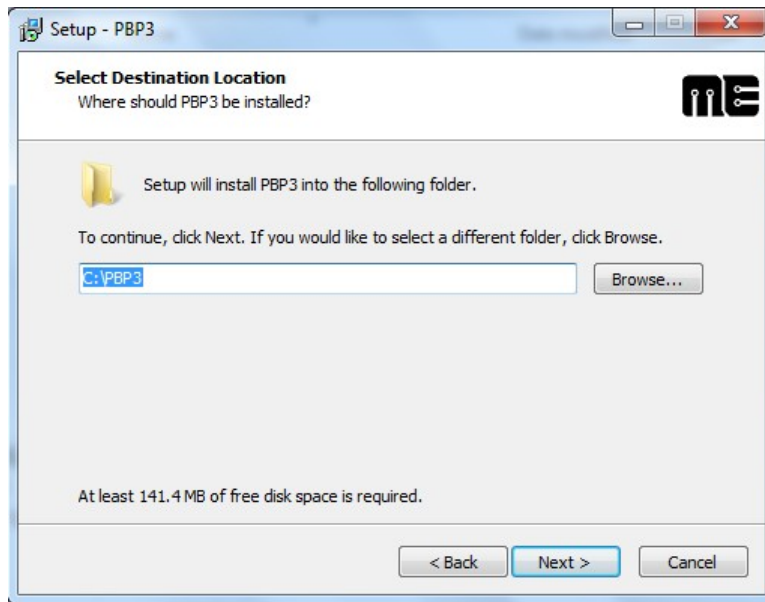 Setup - PBP3
Select Destination Location
Where should PBP3 be installed?
ME
Setup will install PBP3 into the following folder.
To continue, click Next. If you would like to select a different folder, click Browse.
C:\PBP3
Browse...
At least 141.4 MB of free disk space is required.
< Back
Next >
Cancel